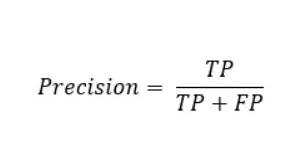 Precision = TP / TP + FP